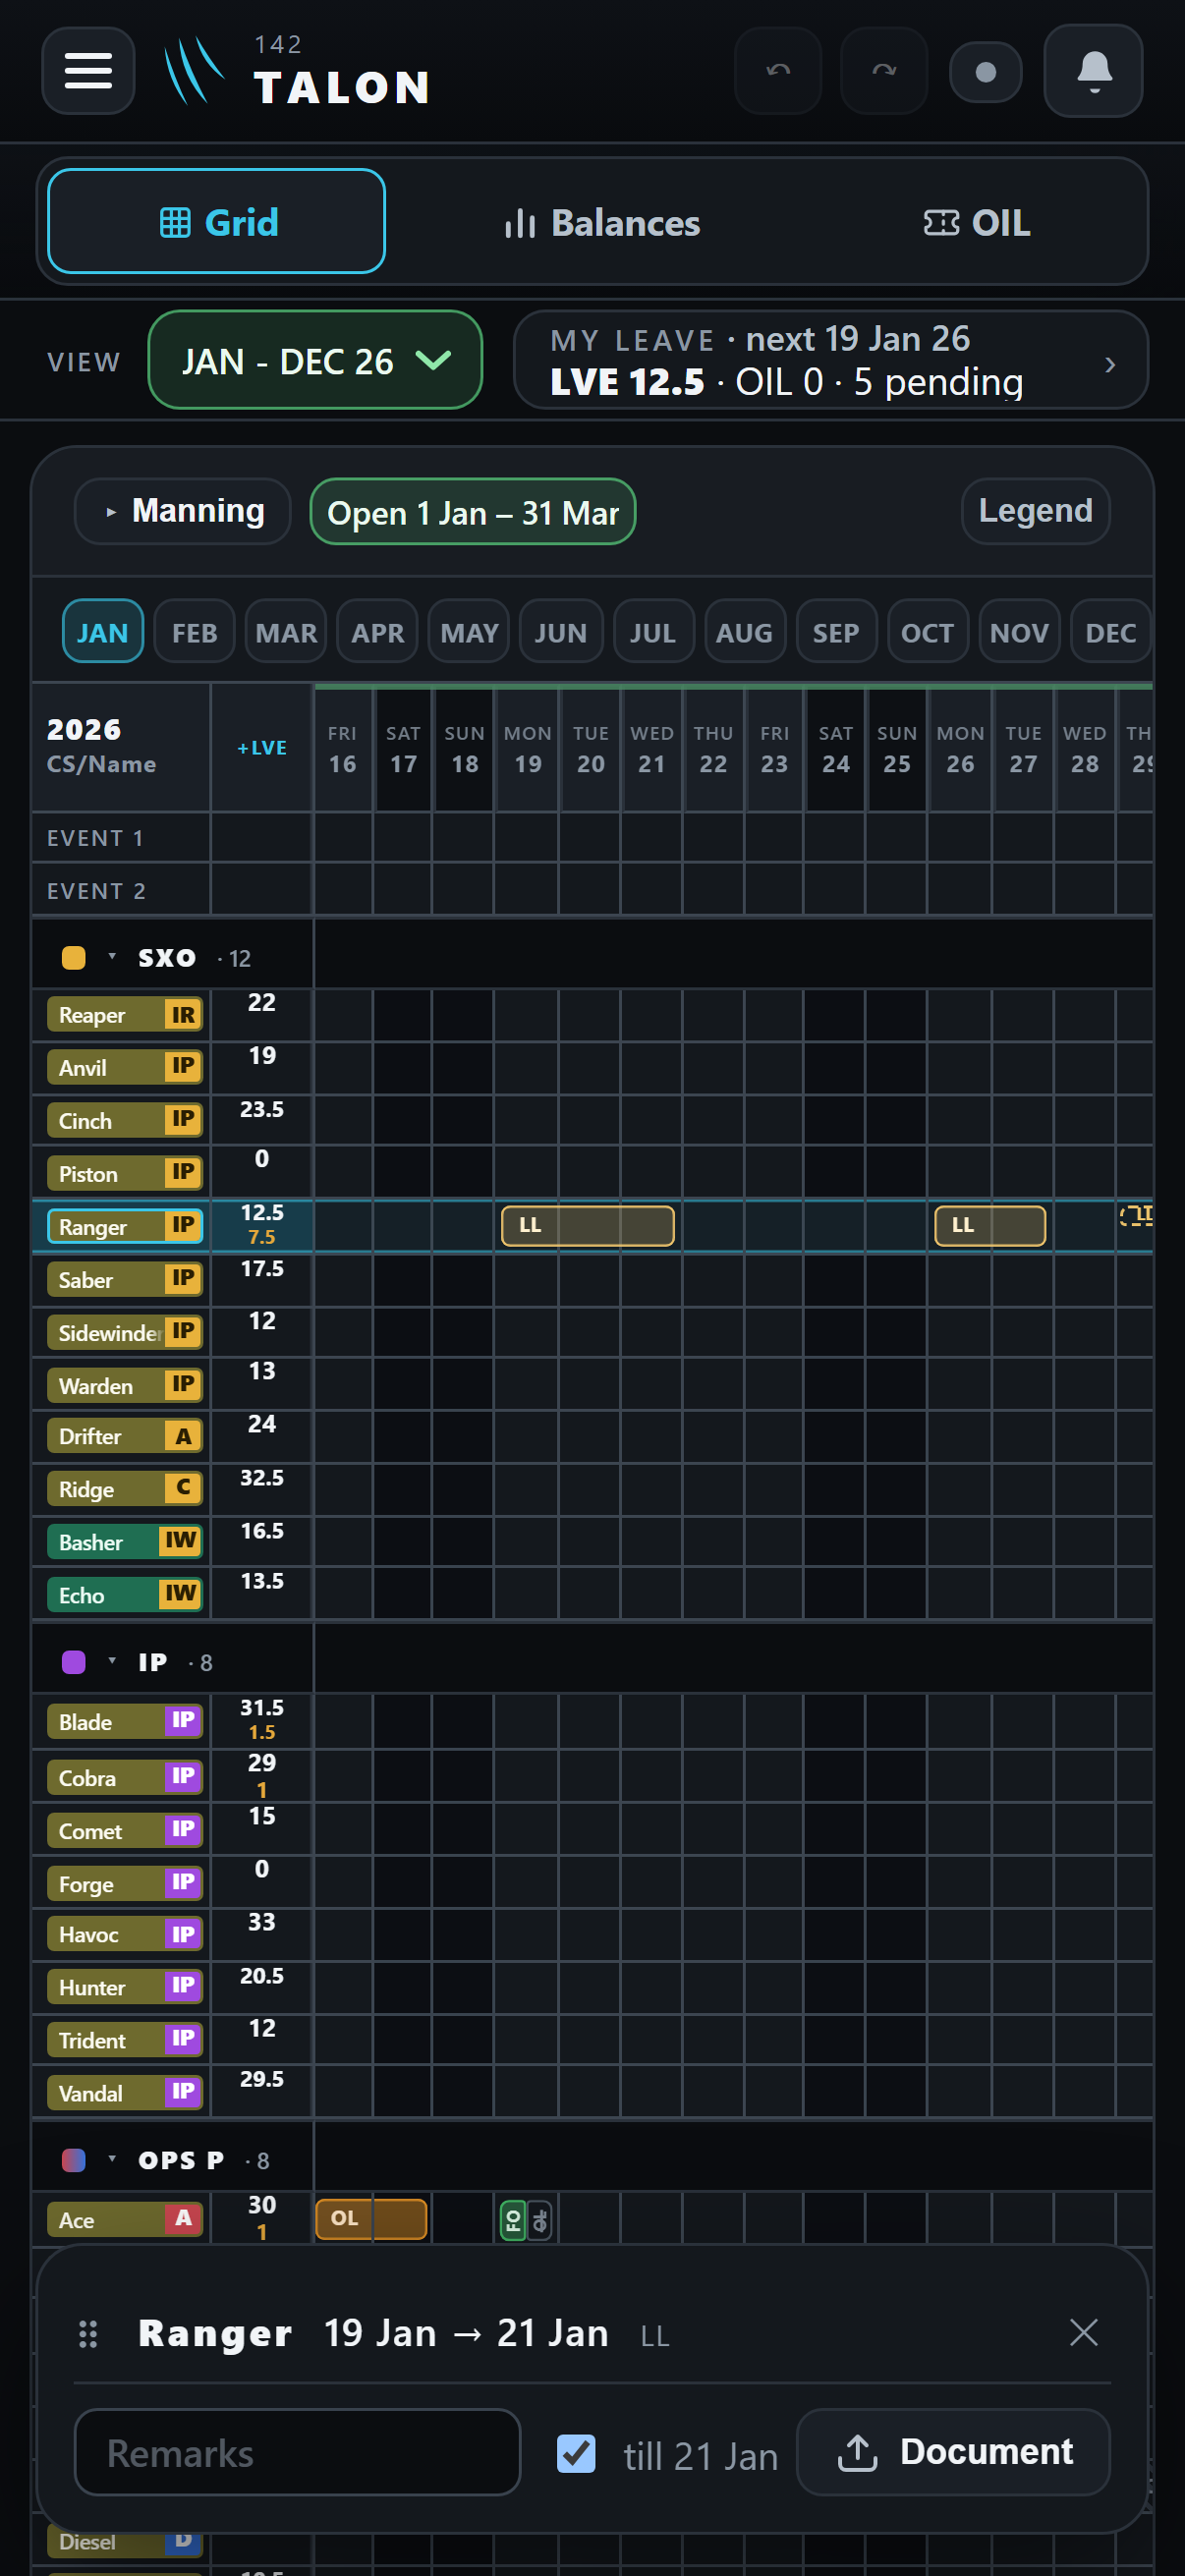 142
TALON
Grid
Balances
OIL
VIEW
JAN - DEC 26
MY LEAVE · next 19 Jan 26
LVE 12.5 · OIL 0 · 5 pending
Manning
Open 1 Jan – 31 Mar
Legend
JAN FEB MAR APR MAY JUN JUL AUG SEP OCT NOV DEC
2026
CS/Name
+LVE
FRI SAT SUN MON TUE WED THU FRI SAT SUN MON TUE WED TH
16 17 18 19 20 21 22 23 24 25 26 27 28 29
EVENT 1
EVENT 2
SXO · 12
Reaper IR 22
Anvil IP 19
Cinch IP 23.5
Piston IP 0
Ranger IP 12.5 LL LL
7.5
Saber IP 17.5
Sidewinder IP 12
Warden IP 13
Drifter A 24
Ridge C 32.5
Basher IW 16.5
Echo IW 13.5
IP · 8
Blade IP 31.5
1.5
Cobra IP 29
1
Comet IP 15
Forge IP 0
Havoc IP 33
Hunter IP 20.5
Trident IP 12
Vandal IP 29.5
OPS P · 8
Ace A 30 OL FO OL
1
Ranger 19 Jan → 21 Jan LL
Remarks
till 21 Jan
Document
Diesel D